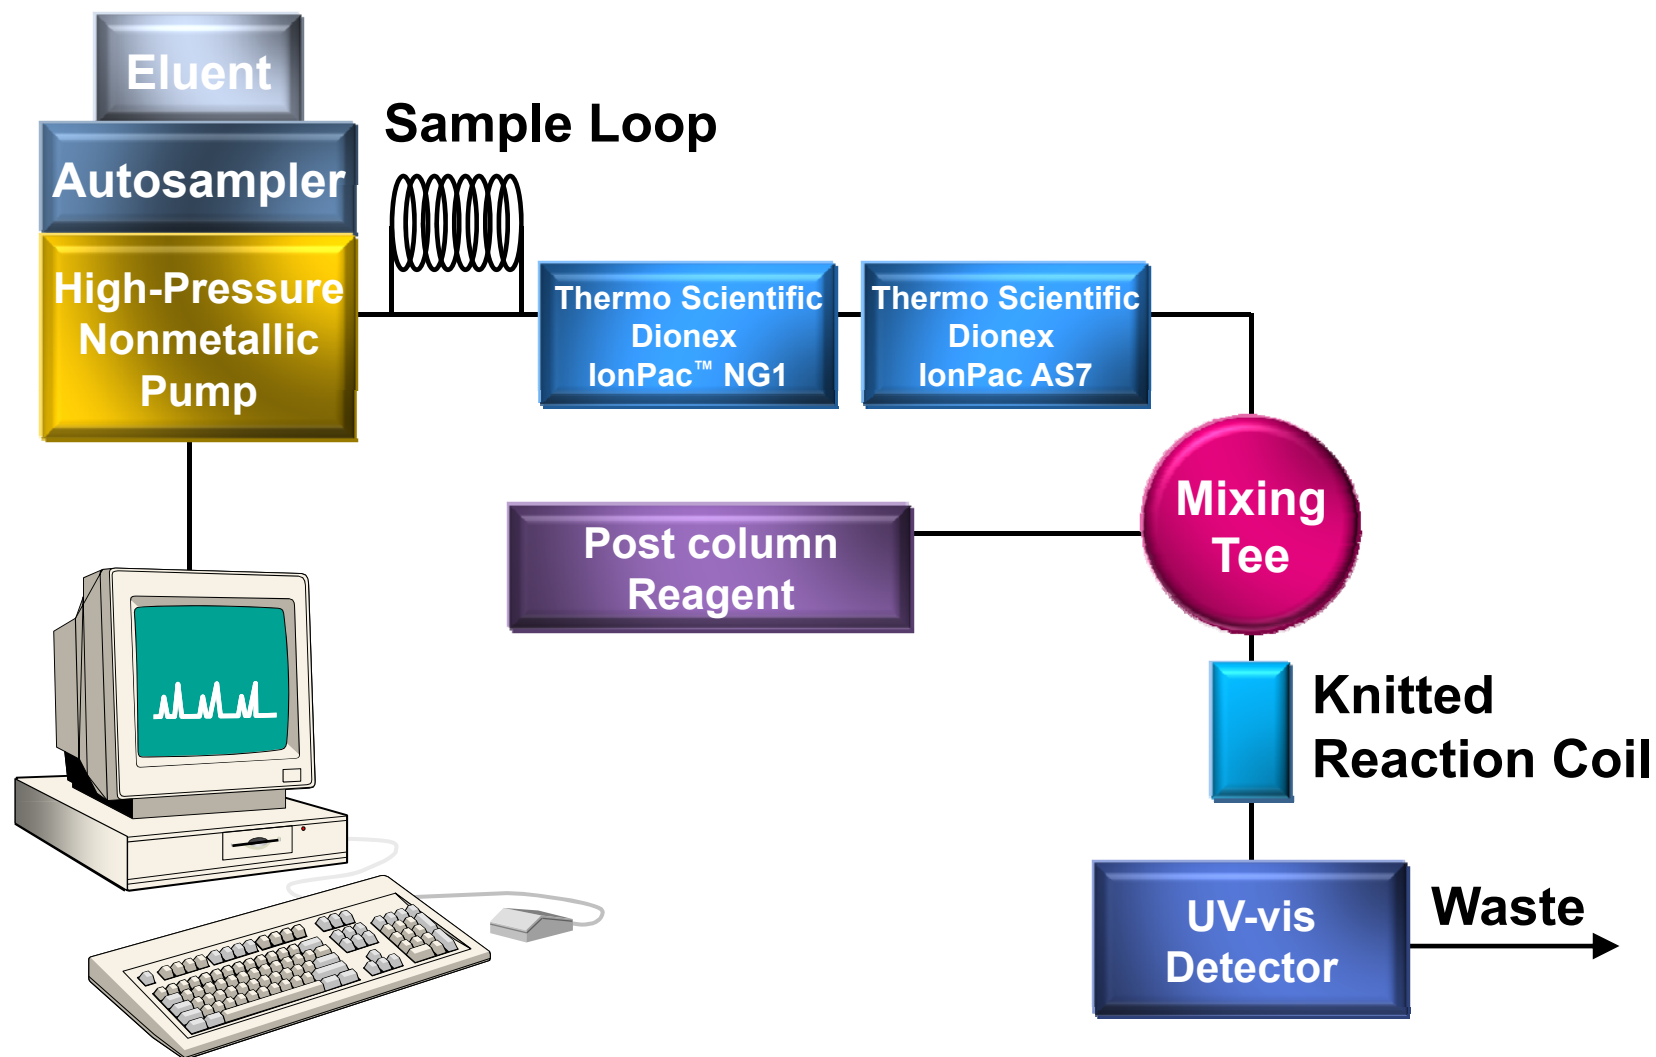 Eluent
Autosampler
High-Pressure
Nonmetallic
Pump
Sample Loop
Thermo Scientific
Dionex
IonPac™ NG1
Thermo Scientific
Dionex
IonPac AS7
Mixing
Tee
Post column
Reagent
Knitted
Reaction Coil
UV-vis
Detector
Waste